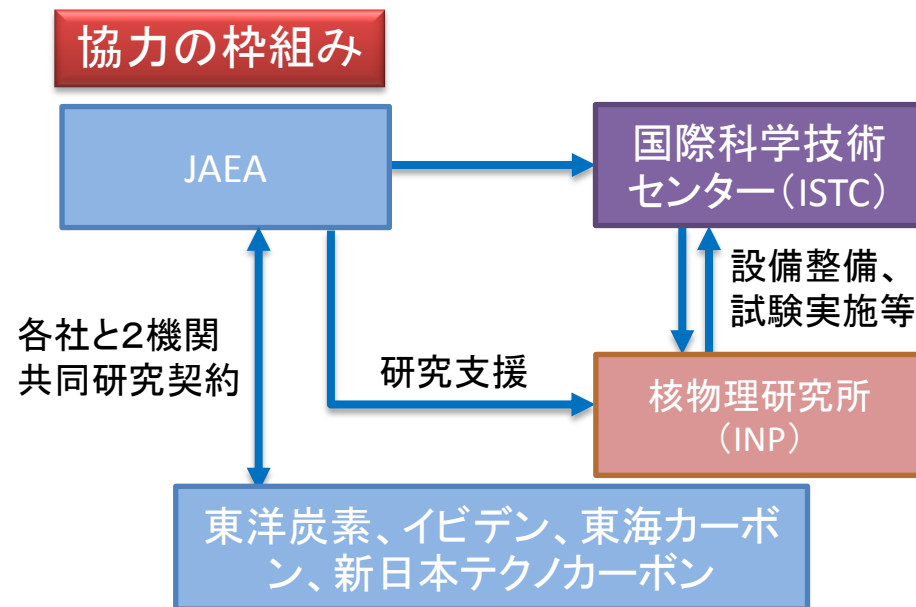 協力の枠組み
JAEA
国際科学技術
センター（ISTC）
設備整備、
試験実施等
各社と２機関
共同研究契約
研究支援
核物理研究所
（INP）
東洋炭素、イビデン、東海カーボ
ン、新日本テクノカーボン